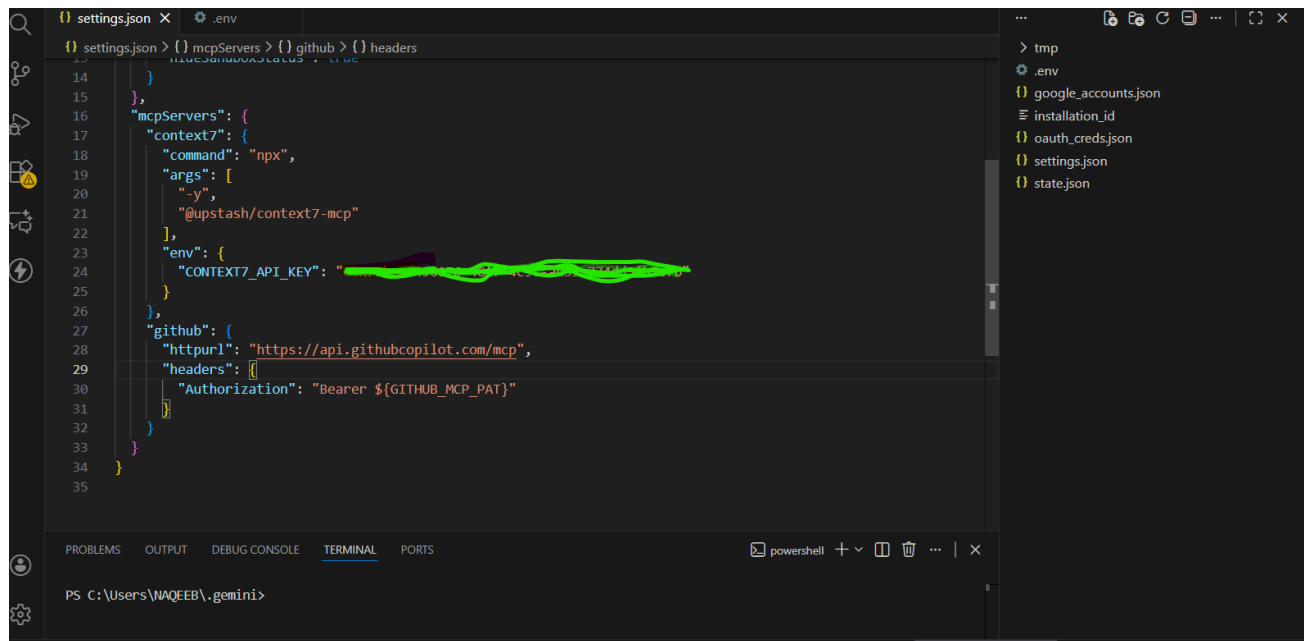 settings.json
.env
settings.json > mcpServers > github > headers
13 "hideSandboxStatus": true
14 }
15 },
16 "mcpServers": {
17 "context7": {
18 "command": "npx",
19 "args": [
20 "-y",
21 "@upstash/context7-mcp"
22 ],
23 "env": {
24 "CONTEXT7_API_KEY": "
25 }
26 },
27 "github": {
28 "httpurl": "https://api.githubcopilot.com/mcp",
29 "headers": {
30 "Authorization": "Bearer ${GITHUB_MCP_PAT}"
31 }
32 }
33 }
34 }
35
PROBLEMS OUTPUT DEBUG CONSOLE TERMINAL PORTS
powershell
PS C:\Users\NAQEEB\.gemini>
> tmp
.env
google_accounts.json
installation_id
oauth_creds.json
settings.json
state.json